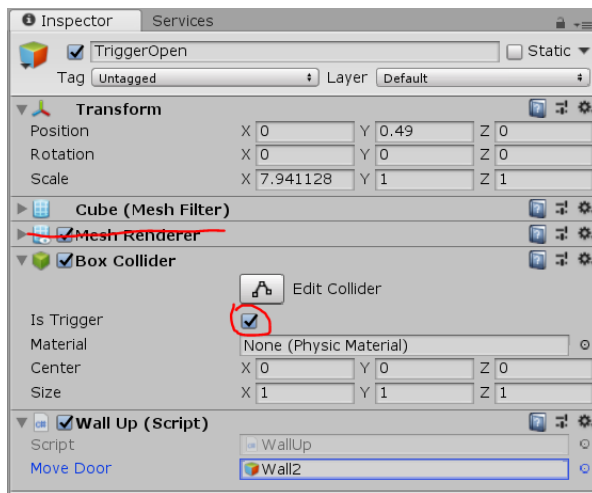 Inspector Services
TriggerOpen Static
Tag Untagged Layer Default
Transform
Position X 0 Y 0.49 Z 0
Rotation X 0 Y 0 Z 0
Scale X 7.941128 Y 1 Z 1
Cube (Mesh Filter)
Mesh Renderer
Box Collider
Edit Collider
Is Trigger
Material None (Physic Material)
Center X 0 Y 0 Z 0
Size X 1 Y 1 Z 1
Wall Up (Script)
Script WallUp
Move Door Wall2